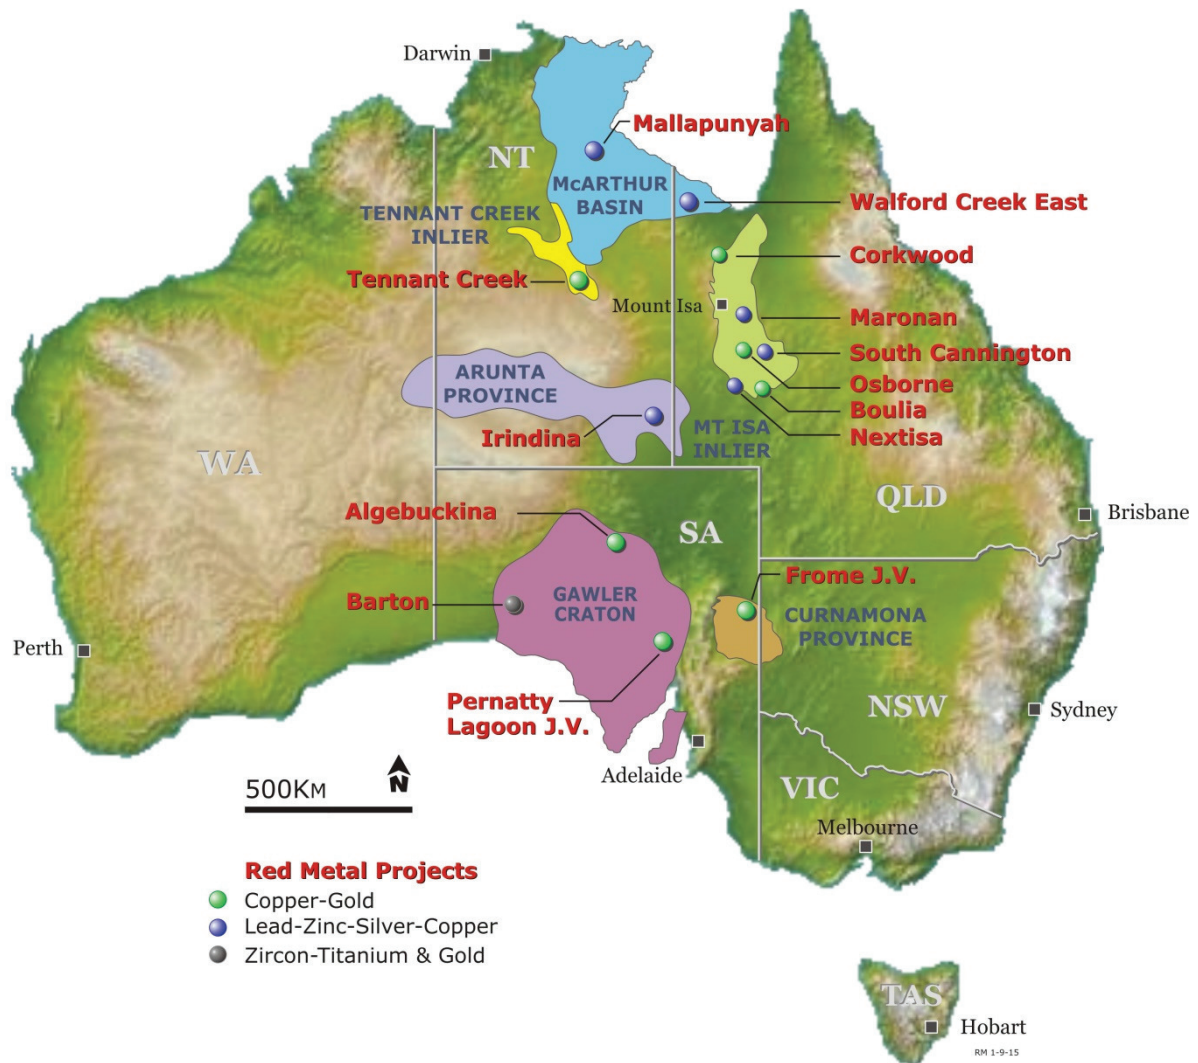 Darwin
Mallapunyah
NT
McARTHUR
BASIN
Walford Creek East
TENNANT CREEK
INLIER
Corkwood
Tennant Creek
Mount Isa
Maronan
South Cannington
ARUNTA
PROVINCE
Osborne
Boulia
Irindina
MT ISA
INLIER
Nextisa
WA
QLD
Algebuckina
SA
Brisbane
Frome J.V.
Barton
GAWLER
CRATON
CURNAMONA
PROVINCE
Perth
Pernatty
Lagoon J.V.
NSW
Sydney
Adelaide
N
500KM
VIC
Melbourne
Red Metal Projects
Copper-Gold
Lead-Zinc-Silver-Copper
Zircon-Titanium & Gold
TAS
Hobart
RM 1-9-15